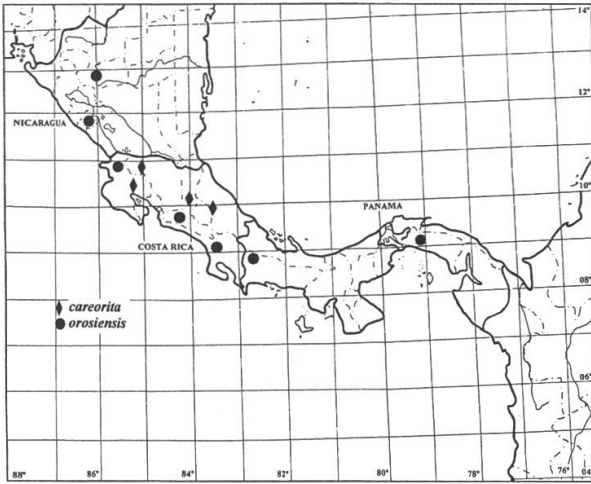 14°
12°
NICARAGUA
10°
PANAMA
COSTA RICA
08°
careorita
orosiensis
06°
88° 86° 84° 82° 80° 78° 76° 04